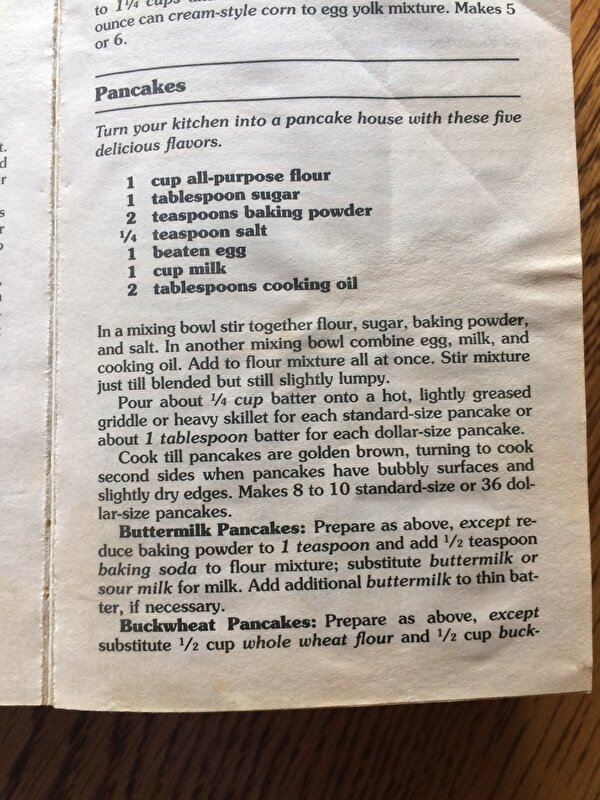 to 1¼ cups
ounce can cream-style corn to egg yolk mixture. Makes 5
or 6.
Pancakes
Turn your kitchen into a pancake house with these five
delicious flavors.
1 cup all-purpose flour
1 tablespoon sugar
2 teaspoons baking powder
¼ teaspoon salt
1 beaten egg
1 cup milk
2 tablespoons cooking oil
In a mixing bowl stir together flour, sugar, baking powder,
and salt. In another mixing bowl combine egg, milk, and
cooking oil. Add to flour mixture all at once. Stir mixture
just till blended but still slightly lumpy.
Pour about ¼ cup batter onto a hot, lightly greased
griddle or heavy skillet for each standard-size pancake or
about 1 tablespoon batter for each dollar-size pancake.
Cook till pancakes are golden brown, turning to cook
second sides when pancakes have bubbly surfaces and
slightly dry edges. Makes 8 to 10 standard-size or 36 dol-
lar-size pancakes.
Buttermilk Pancakes: Prepare as above, except re-
duce baking powder to 1 teaspoon and add ½ teaspoon
baking soda to flour mixture; substitute buttermilk or
sour milk for milk. Add additional buttermilk to thin bat-
ter, if necessary.
Buckwheat Pancakes: Prepare as above, except
substitute ½ cup whole wheat flour and ½ cup buck-